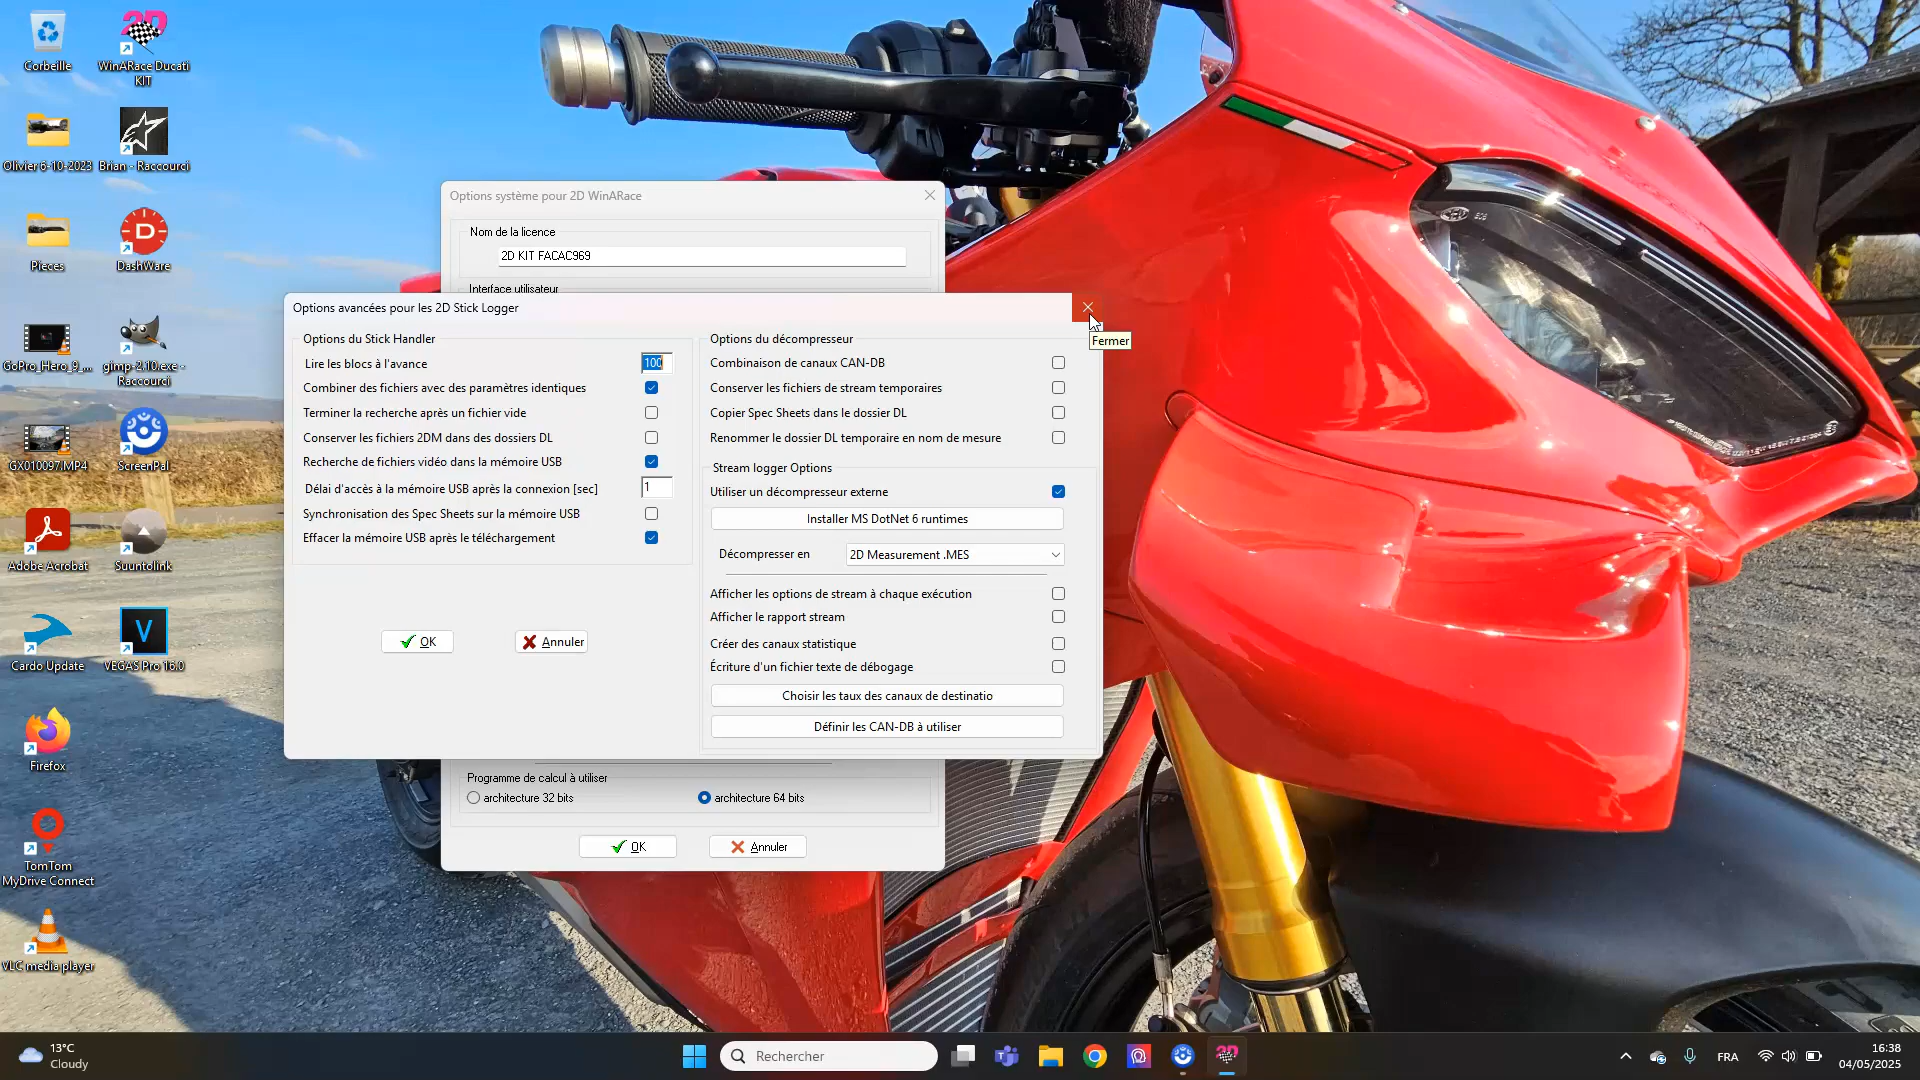 Corbeille
WinARace Ducati
KIT
Olivier 6-10-2023
Brian - Raccourci
Pieces
DashWare
GoPro_Hero_9_...
gimp-2.10.exe -
Raccourci
GX010097.MP4
ScreenPal
Adobe Acrobat
Suuntolink
Cardo Update
VEGAS Pro 16.0
Firefox
TomTom
MyDrive Connect
VLC media player
Options système pour 2D WinARace
Nom de la licence
2D KIT FACAC969
Interface utilisateur
Options avancées pour les 2D Stick Logger
Fermer
Options du Stick Handler
Lire les blocs à l'avance
100
Combiner des fichiers avec des paramètres identiques
Terminer la recherche après un fichier vide
Conserver les fichiers 2DM dans des dossiers DL
Recherche de fichiers vidéo dans la mémoire USB
Délai d'accès à la mémoire USB après la connexion [sec]
1
Synchronisation des Spec Sheets sur la mémoire USB
Effacer la mémoire USB après le téléchargement
OK
Annuler
Options du décompresseur
Combinaison de canaux CAN-DB
Conserver les fichiers de stream temporaires
Copier Spec Sheets dans le dossier DL
Renommer le dossier DL temporaire en nom de mesure
Stream logger Options
Utiliser un décompresseur externe
Installer MS DotNet 6 runtimes
Décompresser en
2D Measurement .MES
Afficher les options de stream à chaque exécution
Afficher le rapport stream
Créer des canaux statistique
Écriture d'un fichier texte de débogage
Choisir les taux des canaux de destinatio
Définir les CAN-DB à utiliser
Programme de calcul à utiliser
architecture 32 bits
architecture 64 bits
OK
Annuler
13°C
Cloudy
Rechercher
FRA
16:38
04/05/2025